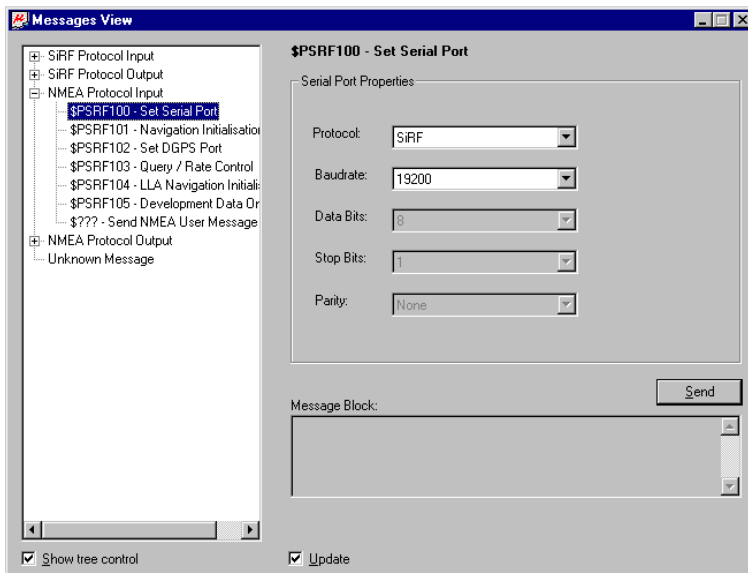 Messages View
SiRF Protocol Input
SiRF Protocol Output
NMEA Protocol Input
$PSRF100 - Set Serial Port
$PSRF101 - Navigation Initialisation
$PSRF102 - Set DGPS Port
$PSRF103 - Query / Rate Control
$PSRF104 - LLA Navigation Initiali
$PSRF105 - Development Data On
$??? - Send NMEA User Message
NMEA Protocol Output
Unknown Message
Show tree control
$PSRF100 - Set Serial Port
Serial Port Properties
Protocol: SiRF
Baudrate: 19200
Data Bits: 8
Stop Bits: 1
Parity: None
Send
Message Block:
Update